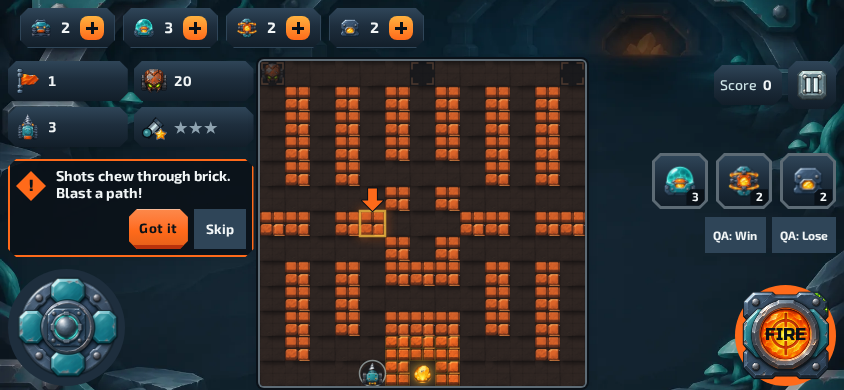 2
3
2
2
1
20
3
Score 0
!
Shots chew through brick.
Blast a path!
Got it
Skip
3
2
2
QA: Win
QA: Lose
FIRE